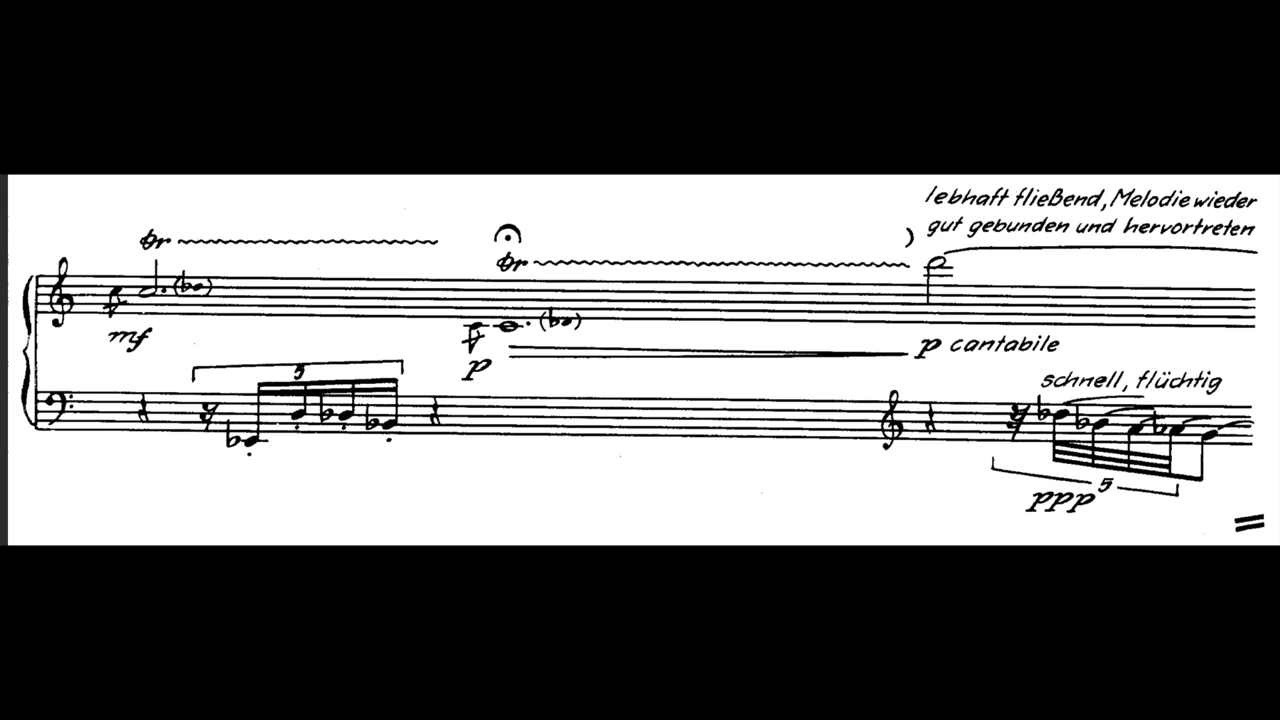 lebhaft fließend, Melodie wieder
gut gebunden und hervortreten
tr
tr
mf
p
p cantabile
5
schnell, flüchtig
5
ppp